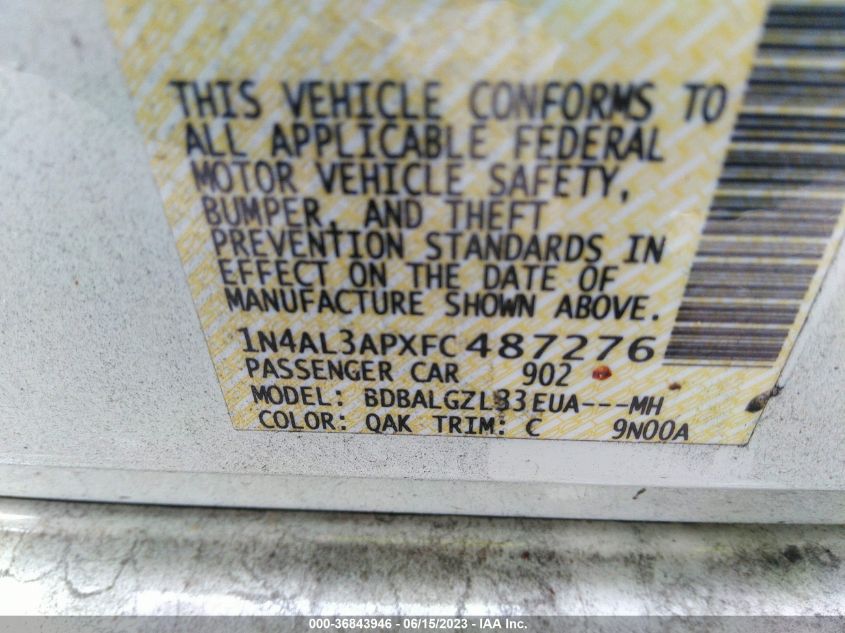 THIS VEHICLE CONFORMS TO
ALL APPLICABLE FEDERAL
MOTOR VEHICLE SAFETY,
BUMPER, AND THEFT
PREVENTION STANDARDS IN
EFFECT ON THE DATE OF
MANUFACTURE SHOWN ABOVE.
1N4AL3APXFC487276
PASSENGER CAR 902
MODEL: BDBALGZL33EUA---MH
COLOR: QAK TRIM: C 9N00A
000-36843946 / 06/15/2023 - IAA Inc.